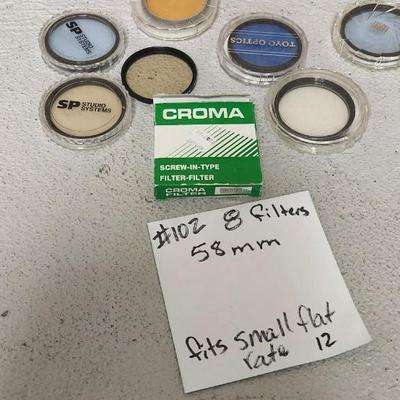 SP STUDIO SYSTEMS
TOYO OPTICS
SP STUDIO SYSTEMS
CROMA
SCREW-IN-TYPE
FILTER-FILTER
CROMA
FILTER
#102 8 filters
58mm
fits small flat
rate 12